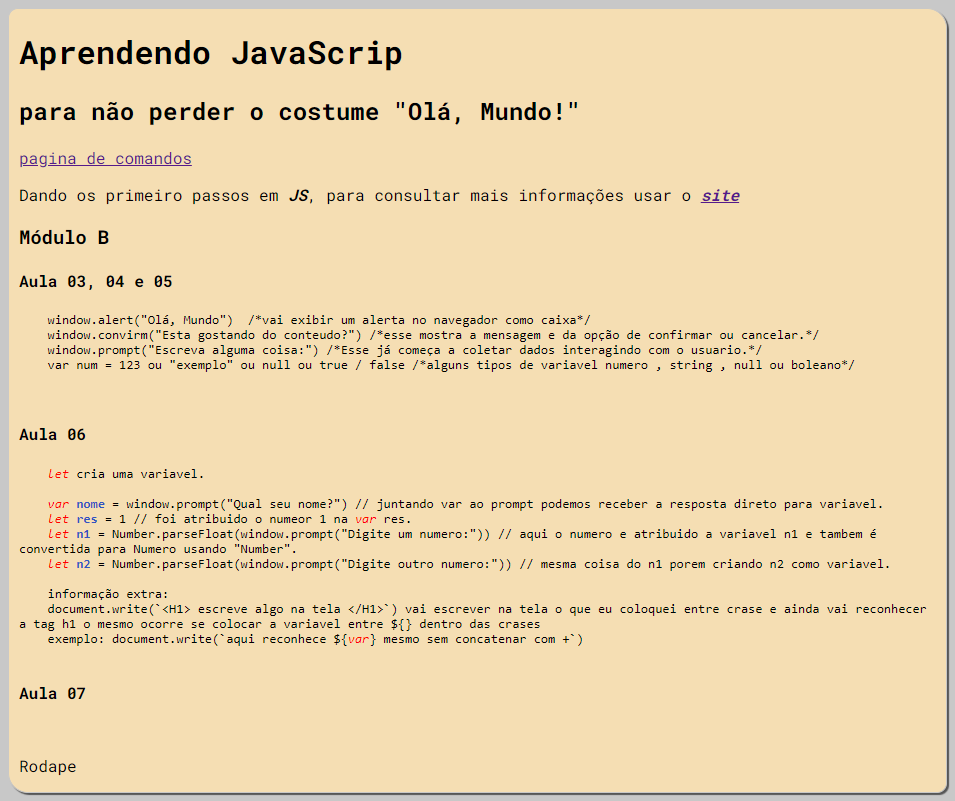 Aprendendo JavaScrip
para não perder o costume "Olá, Mundo!"
pagina de comandos
Dando os primeiro passos em JS, para consultar mais informações usar o site
Módulo B
Aula 03, 04 e 05
window.alert("Olá, Mundo")  /*vai exibir um alerta no navegador como caixa*/
window.convirm("Esta gostando do conteudo?") /*esse mostra a mensagem e da opção de confirmar ou cancelar.*/
window.prompt("Escreva alguma coisa:") /*Esse já começa a coletar dados interagindo com o usuario.*/
var num = 123 ou "exemplo" ou null ou true / false /*alguns tipos de variavel numero , string , null ou boleano*/
Aula 06
let cria uma variavel.
var nome = window.prompt("Qual seu nome?") // juntando var ao prompt podemos receber a resposta direto para variavel.
let res = 1 // foi atribuido o numeor 1 na var res.
let n1 = Number.parseFloat(window.prompt("Digite um numero:")) // aqui o numero e atribuido a variavel n1 e tambem é
convertida para Numero usando "Number".
let n2 = Number.parseFloat(window.prompt("Digite outro numero:")) // mesma coisa do n1 porem criando n2 como variavel.
informação extra:
document.write(`<H1> escreve algo na tela </H1>`) vai escrever na tela o que eu coloquei entre crase e ainda vai reconhecer
a tag h1 o mesmo ocorre se colocar a variavel entre ${} dentro das crases
exemplo: document.write(`aqui reconhece ${var} mesmo sem concatenar com +`)
Aula 07
Rodape